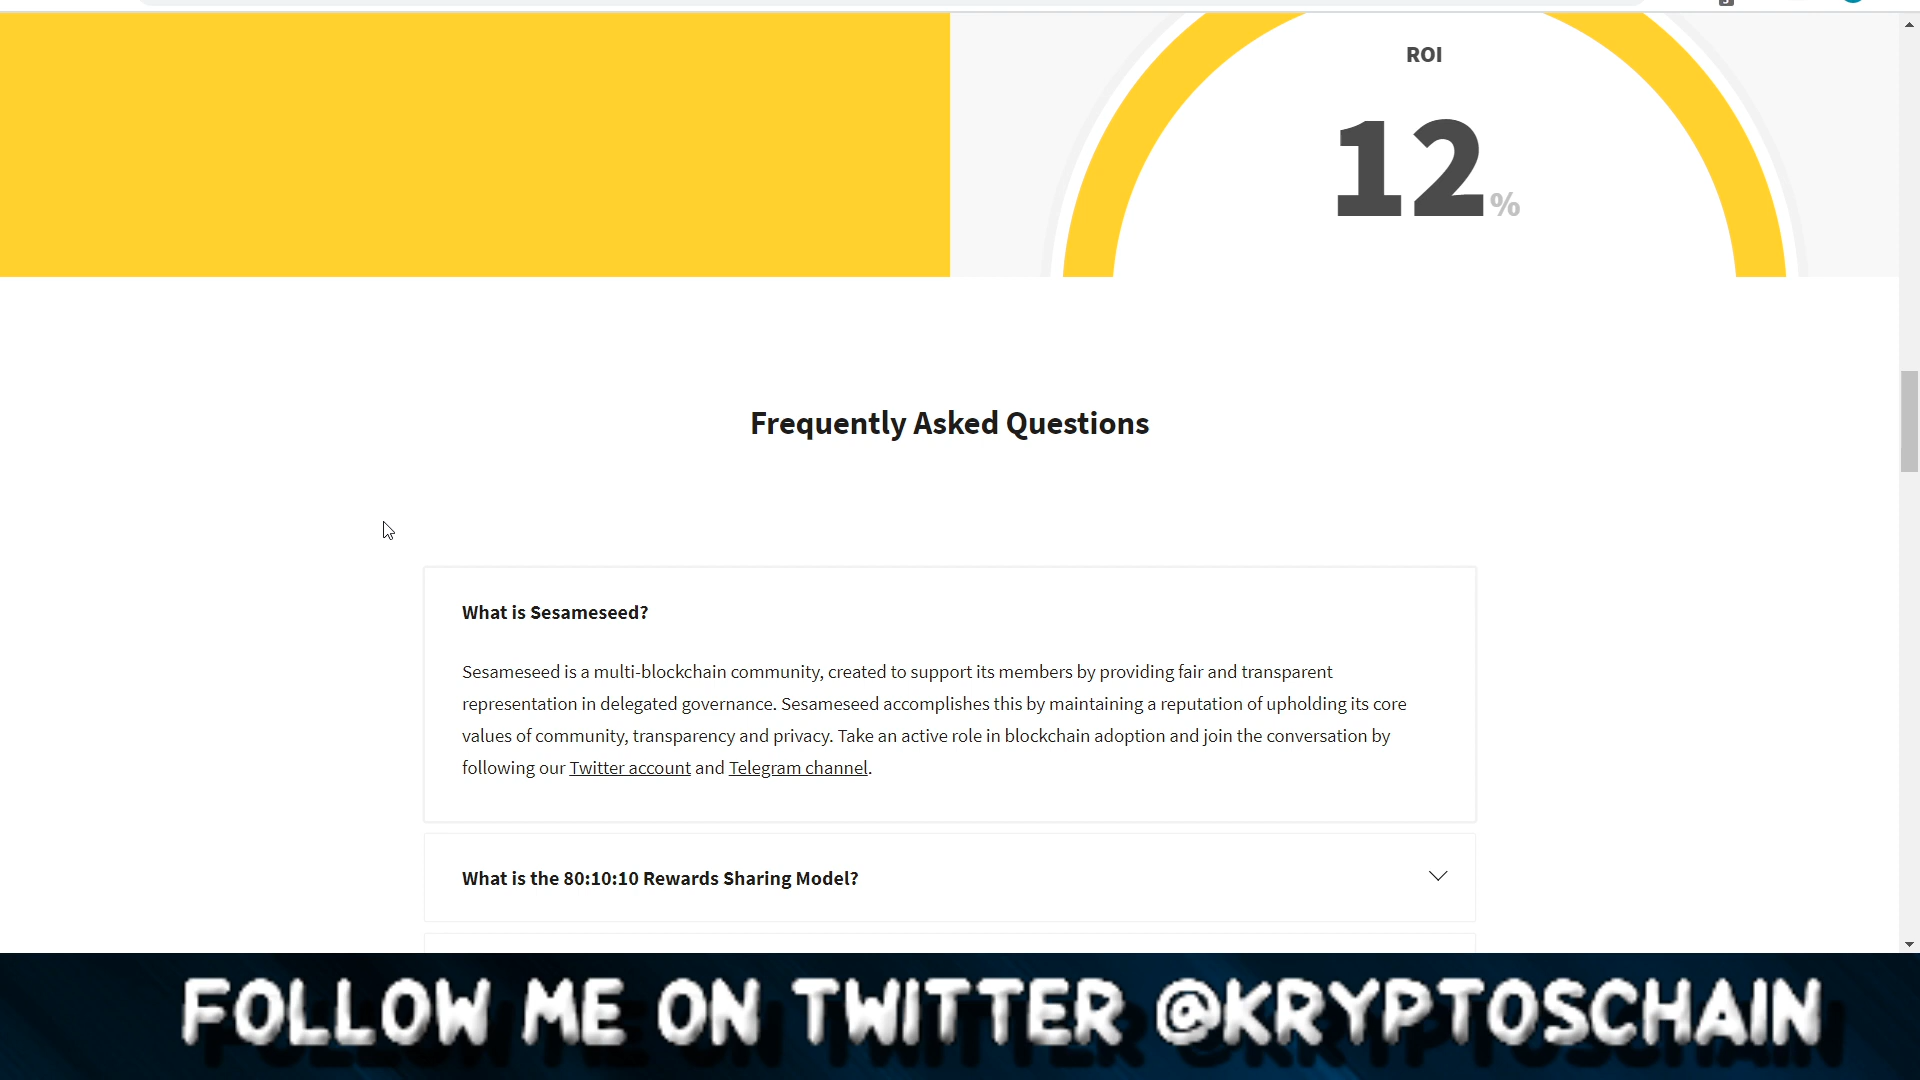 ROI
12%
Frequently Asked Questions
What is Sesameseed?
Sesameseed is a multi-blockchain community, created to support its members by providing fair and transparent
representation in delegated governance. Sesameseed accomplishes this by maintaining a reputation of upholding its core
values of community, transparency and privacy. Take an active role in blockchain adoption and join the conversation by
following our Twitter account and Telegram channel.
What is the 80:10:10 Rewards Sharing Model?
FOLLOW ME ON TWITTER @KRYPTOSCHAIN